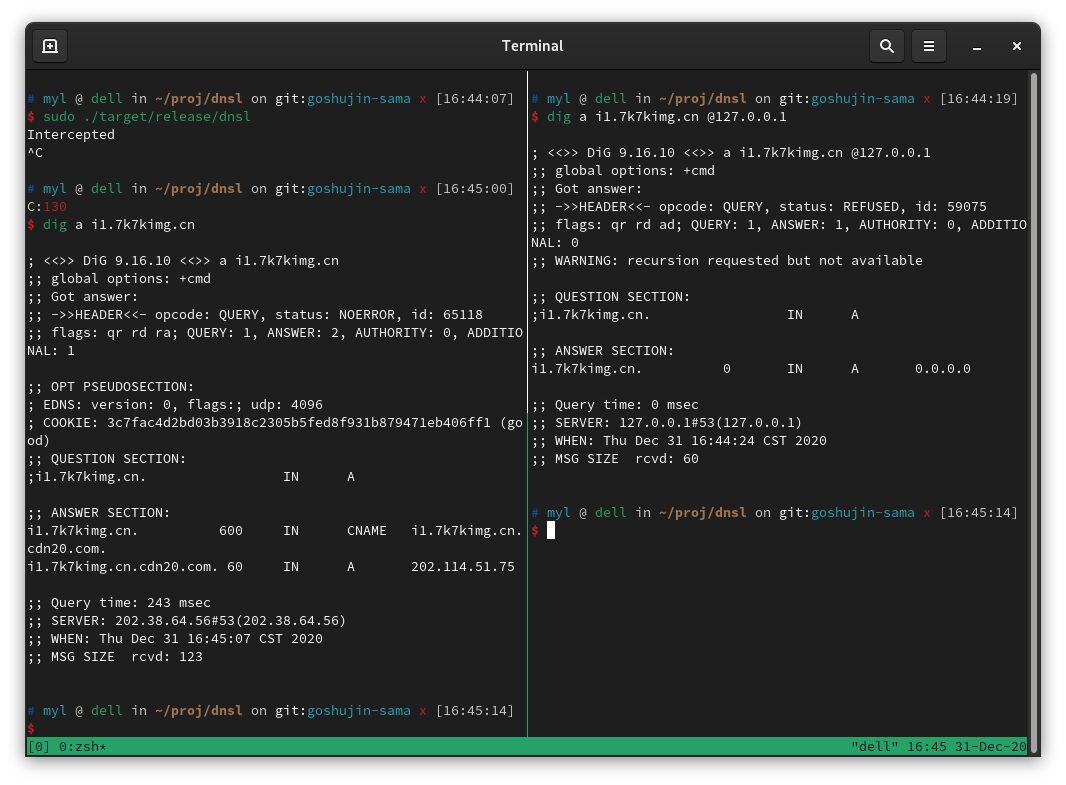 Terminal
# myl @ dell in ~/proj/dnsl on git:goshujin-sama x [16:44:07]
$ sudo ./target/release/dnsl
Intercepted
^C
# myl @ dell in ~/proj/dnsl on git:goshujin-sama x [16:45:00]
C:130
$ dig a i1.7k7kimg.cn
; <<>> DiG 9.16.10 <<>> a i1.7k7kimg.cn
;; global options: +cmd
;; Got answer:
;; ->>HEADER<<- opcode: QUERY, status: NOERROR, id: 65118
;; flags: qr rd ra; QUERY: 1, ANSWER: 2, AUTHORITY: 0, ADDITIO
NAL: 1
;; OPT PSEUDOSECTION:
; EDNS: version: 0, flags:; udp: 4096
; COOKIE: 3c7fac4d2bd03b3918c2305b5fed8f931b879471eb406ff1 (go
od)
;; QUESTION SECTION:
;i1.7k7kimg.cn. IN A
;; ANSWER SECTION:
i1.7k7kimg.cn. 600 IN CNAME i1.7k7kimg.cn.
cdn20.com.
i1.7k7kimg.cn.cdn20.com. 60 IN A 202.114.51.75
;; Query time: 243 msec
;; SERVER: 202.38.64.56#53(202.38.64.56)
;; WHEN: Thu Dec 31 16:45:07 CST 2020
;; MSG SIZE rcvd: 123
# myl @ dell in ~/proj/dnsl on git:goshujin-sama x [16:45:14]
$
# myl @ dell in ~/proj/dnsl on git:goshujin-sama x [16:44:19]
$ dig a i1.7k7kimg.cn @127.0.0.1
; <<>> DiG 9.16.10 <<>> a i1.7k7kimg.cn @127.0.0.1
;; global options: +cmd
;; Got answer:
;; ->>HEADER<<- opcode: QUERY, status: REFUSED, id: 59075
;; flags: qr rd ad; QUERY: 1, ANSWER: 1, AUTHORITY: 0, ADDITIO
NAL: 0
;; WARNING: recursion requested but not available
;; QUESTION SECTION:
;i1.7k7kimg.cn. IN A
;; ANSWER SECTION:
i1.7k7kimg.cn. 0 IN A 0.0.0.0
;; Query time: 0 msec
;; SERVER: 127.0.0.1#53(127.0.0.1)
;; WHEN: Thu Dec 31 16:44:24 CST 2020
;; MSG SIZE rcvd: 60
# myl @ dell in ~/proj/dnsl on git:goshujin-sama x [16:45:14]
$
[0] 0:zsh* "dell" 16:45 31-Dec-20